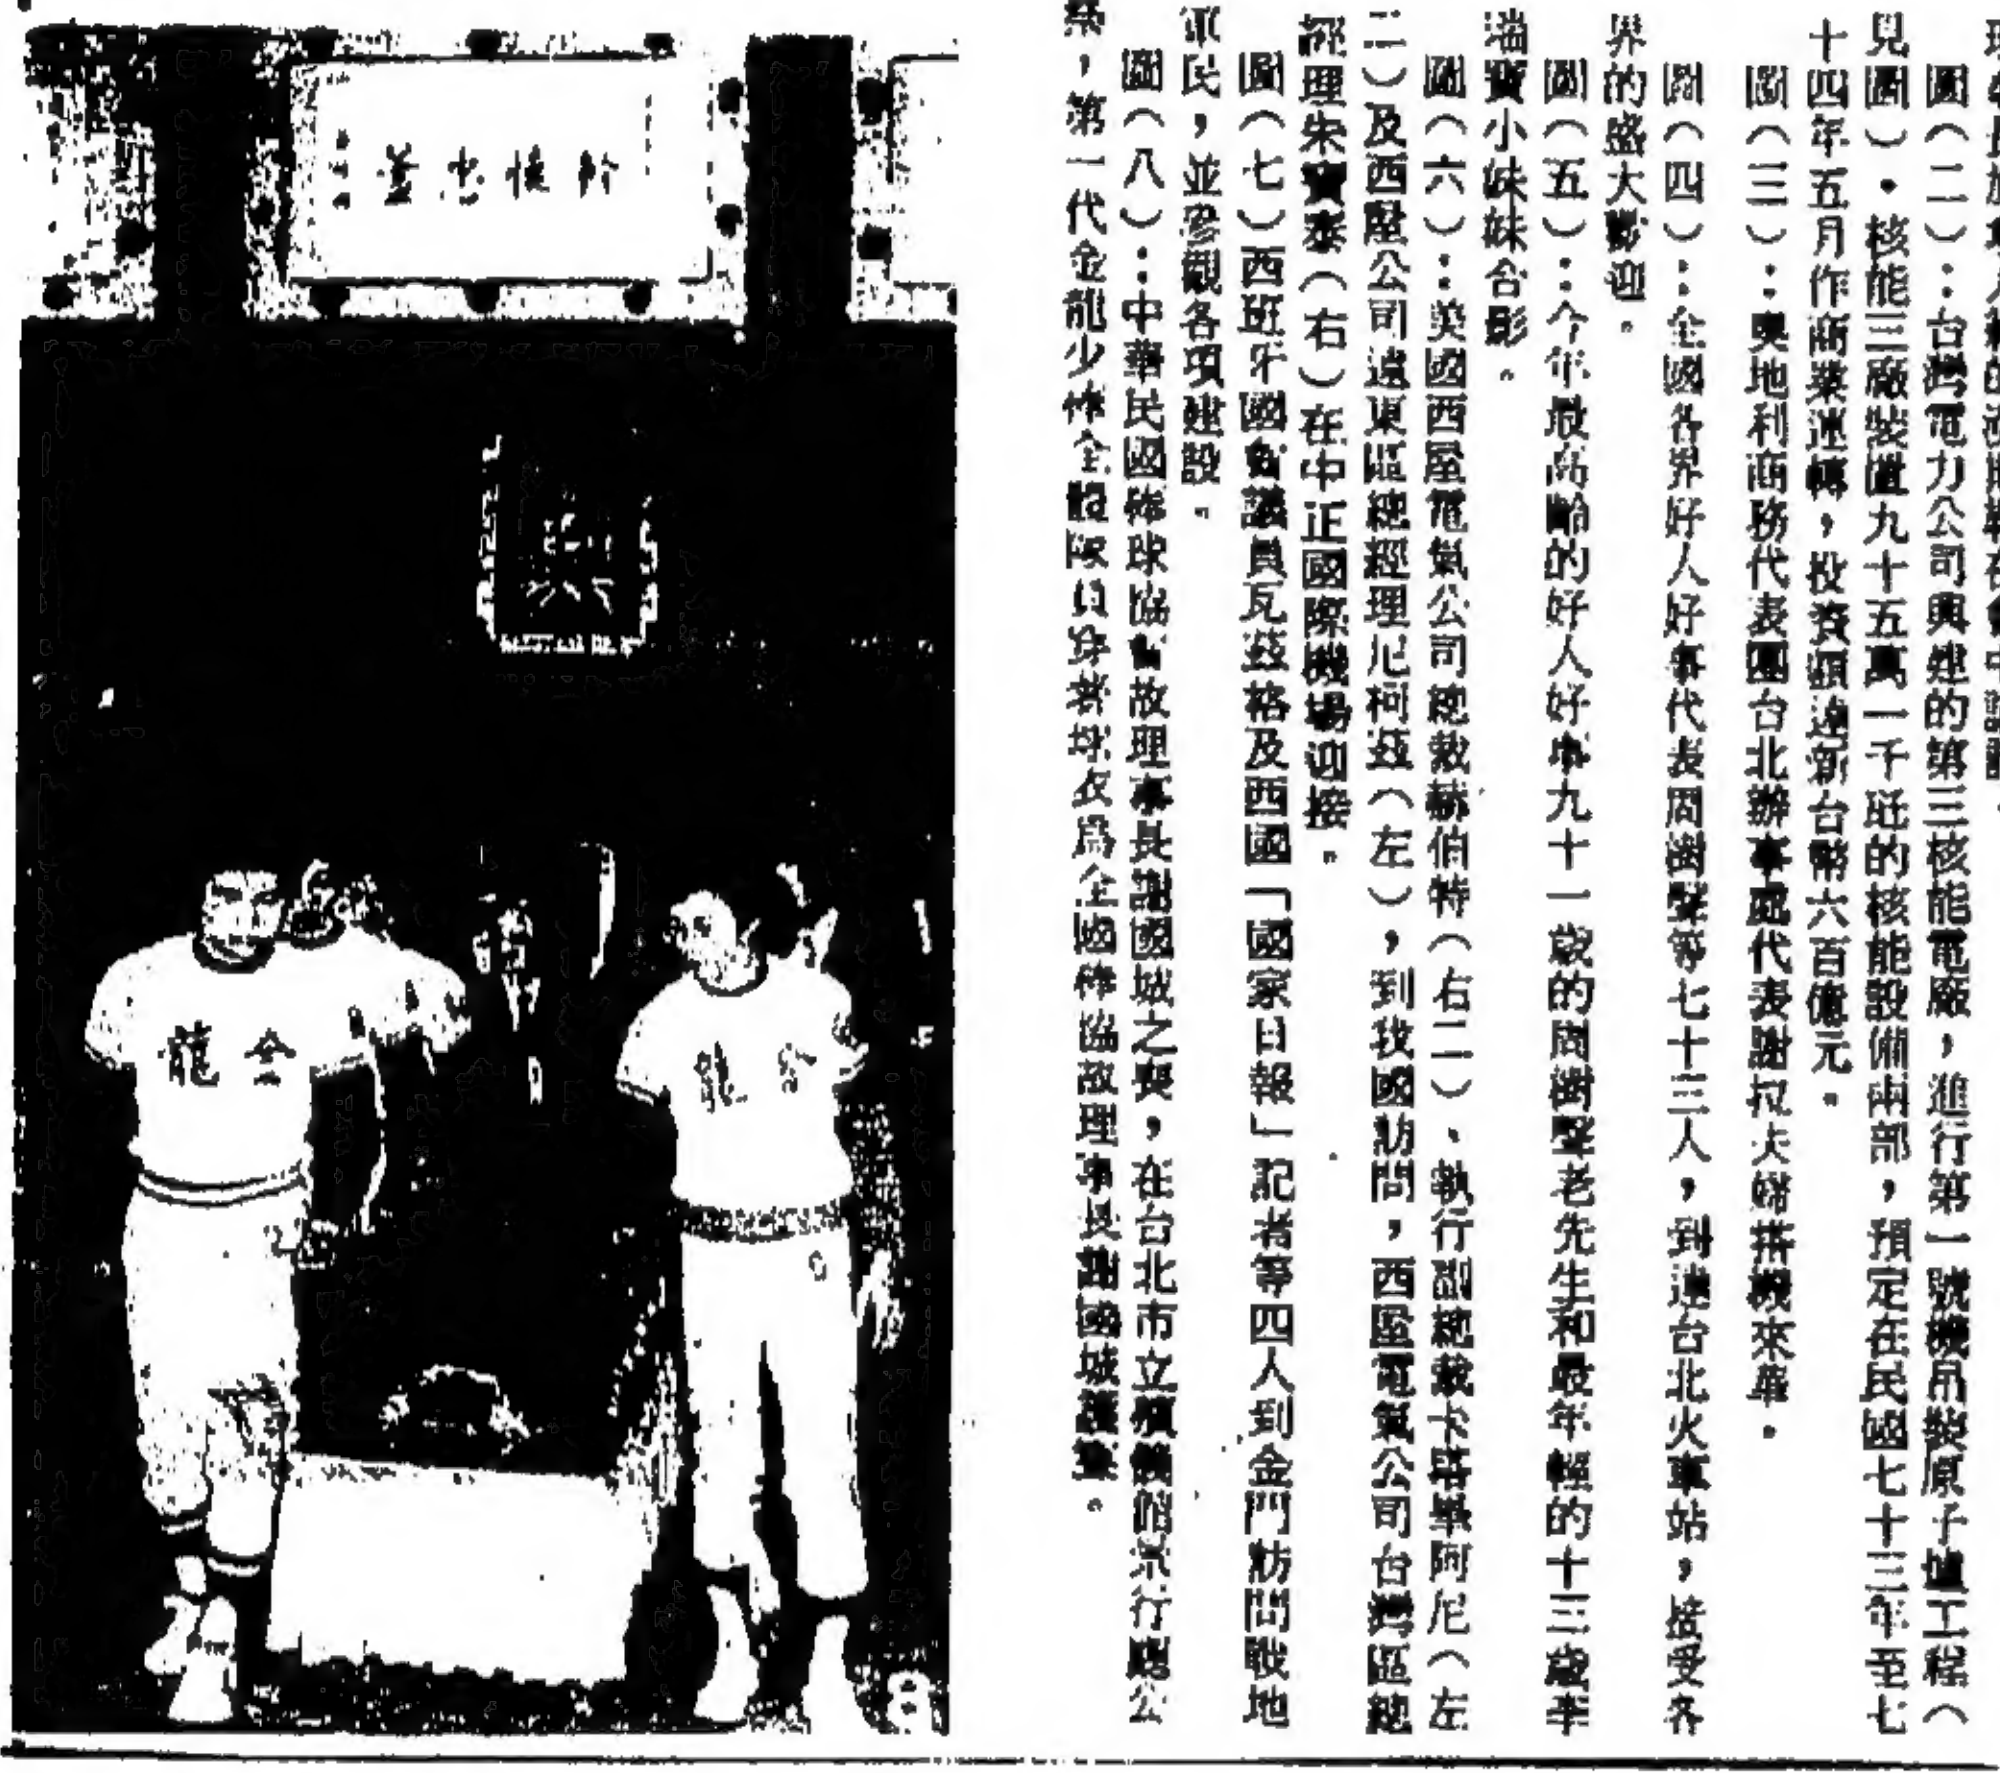 圖（二）：台灣電力公司興建的第三核能電廠，進行第一號機吊裝原子爐工程（
見圖）。核能三廠裝置九十五萬一千瓩的核能設備兩部，預定在民國七十三年至七
十四年五月作商業運轉，投資額達新台幣六百億元。
圖（三）：奧地利商務代表團台北辦事處代表謝拉夫婦搭機來華。
圖（四）：全國各界好人好事代表周樹聲等七十三人，到達台北火車站，接受各
界的盛大歡迎。
圖（五）：今年最高齡的好人好事九十一歲的周樹聲老先生和最年輕的十三歲李
瑞寶小妹妹合影。
圖（六）：美國西屋電氣公司總裁赫伯特（右二）、執行副總裁卡路畢阿尼（左
二）及西屋公司遠東區總經理尼柯茲（左），到我國訪問，西屋電氣公司台灣區總
經理朱寶泰（右）在中正國際機場迎接。
圖（七）西班牙國會議員瓦茲格及西國「國家日報」記者等四人到金門訪問戰地
軍民，並參觀各項建設。
圖（八）：中華民國棒球協會故理事長謝國城之喪，在台北市立殯儀館景行廳公
祭，第一代金龍少棒全體隊員穿著球衣為全國棒協故理事長謝國城護靈。
金龍
金龍